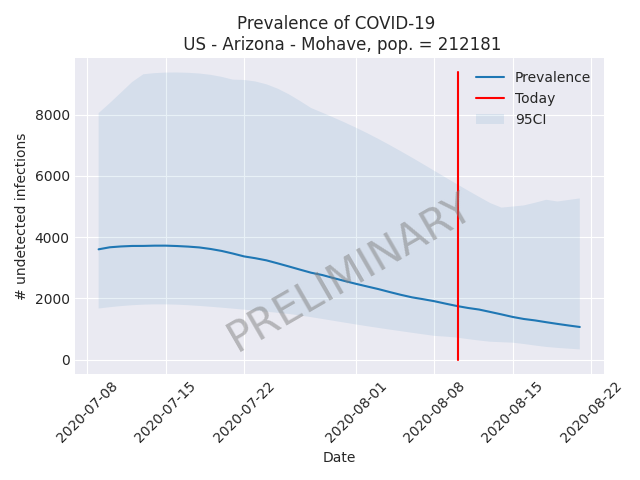 Prevalence of COVID-19
US - Arizona - Mohave, pop. = 212181
# undetected infections
8000
6000
4000
2000
0
Prevalence
Today
95CI
PRELIMINARY
2020-07-08
2020-07-15
2020-07-22
2020-08-01
2020-08-08
2020-08-15
2020-08-22
Date